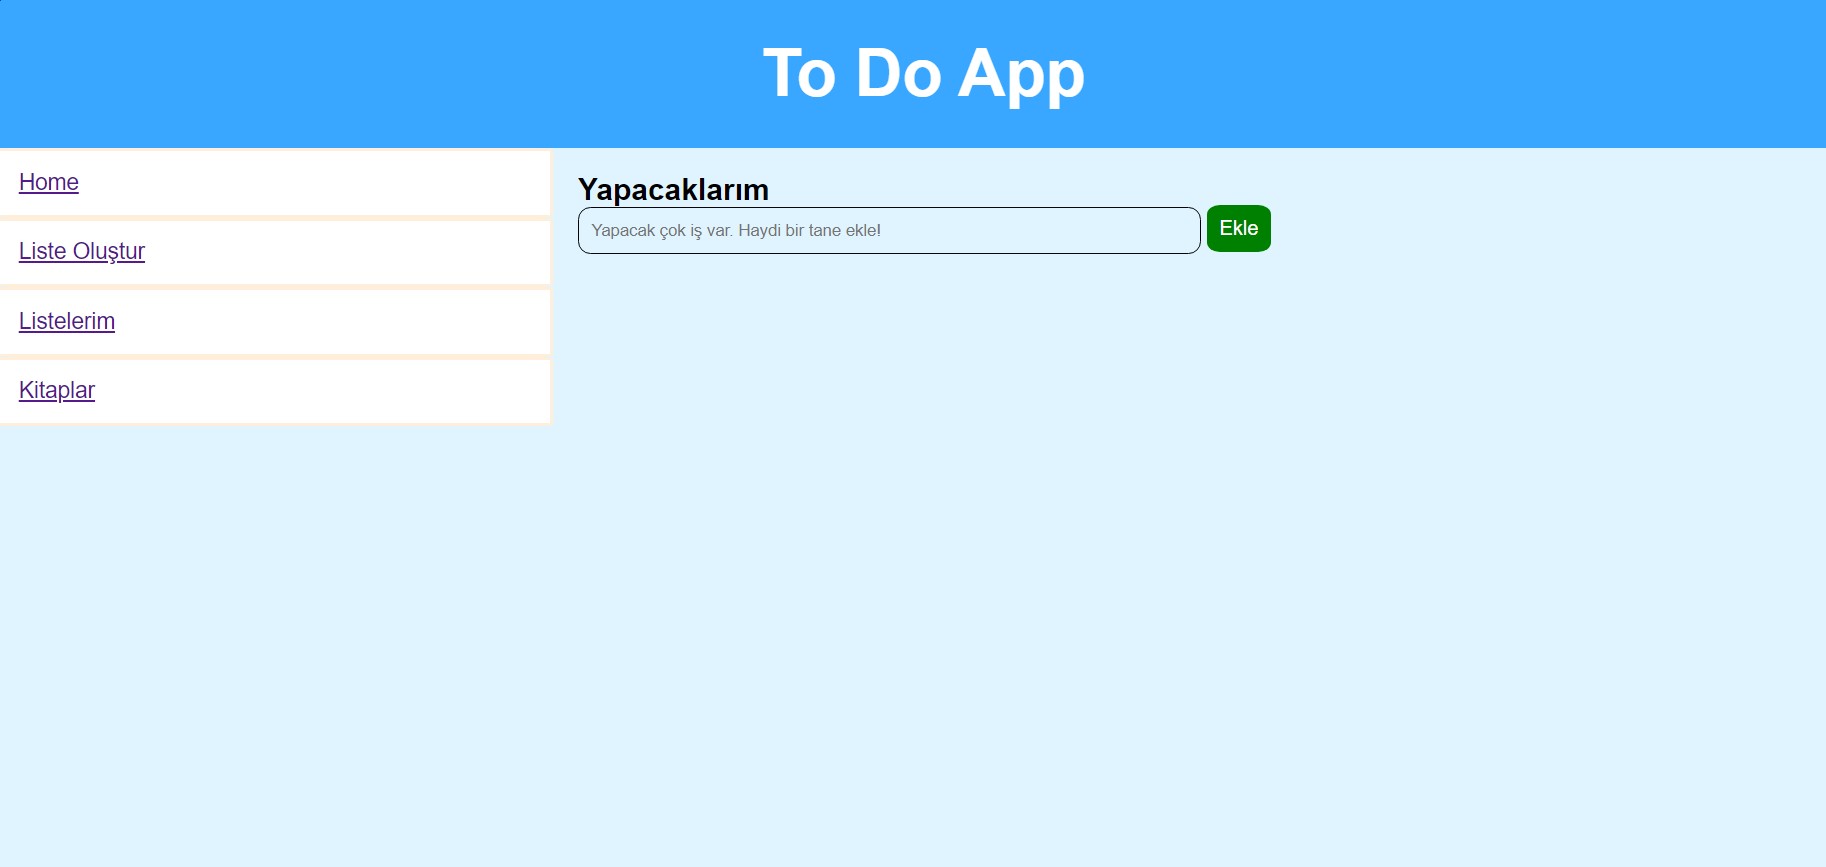 To Do App
Home
Liste Oluştur
Listelerim
Kitaplar
Yapacaklarım
Yapacak çok iş var. Haydi bir tane ekle!
Ekle